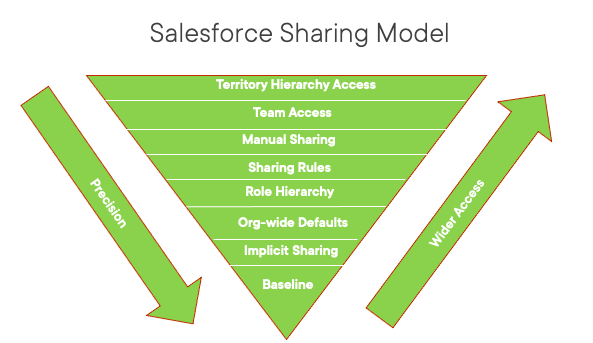 Salesforce Sharing Model
Territory Hierarchy Access
Team Access
Manual Sharing
Sharing Rules
Role Hierarchy
Org-wide Defaults
Implicit Sharing
Baseline
Precision
Wider Access